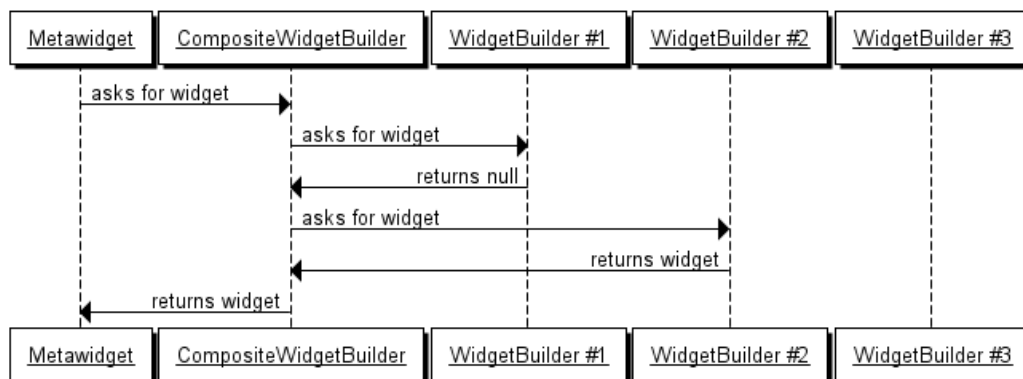 Metawidget CompositeWidgetBuilder WidgetBuilder #1 WidgetBuilder #2 WidgetBuilder #3
asks for widget
asks for widget
returns null
asks for widget
returns widget
returns widget
Metawidget CompositeWidgetBuilder WidgetBuilder #1 WidgetBuilder #2 WidgetBuilder #3